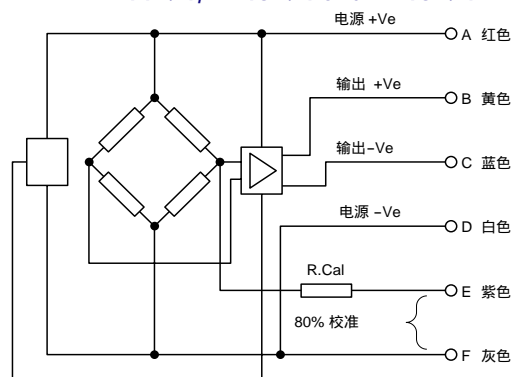 电源 +Ve
A 红色
输出 +Ve
B 黄色
输出-Ve
C 蓝色
电源 -Ve
D 白色
R.Cal
E 紫色
80% 校准
F 灰色